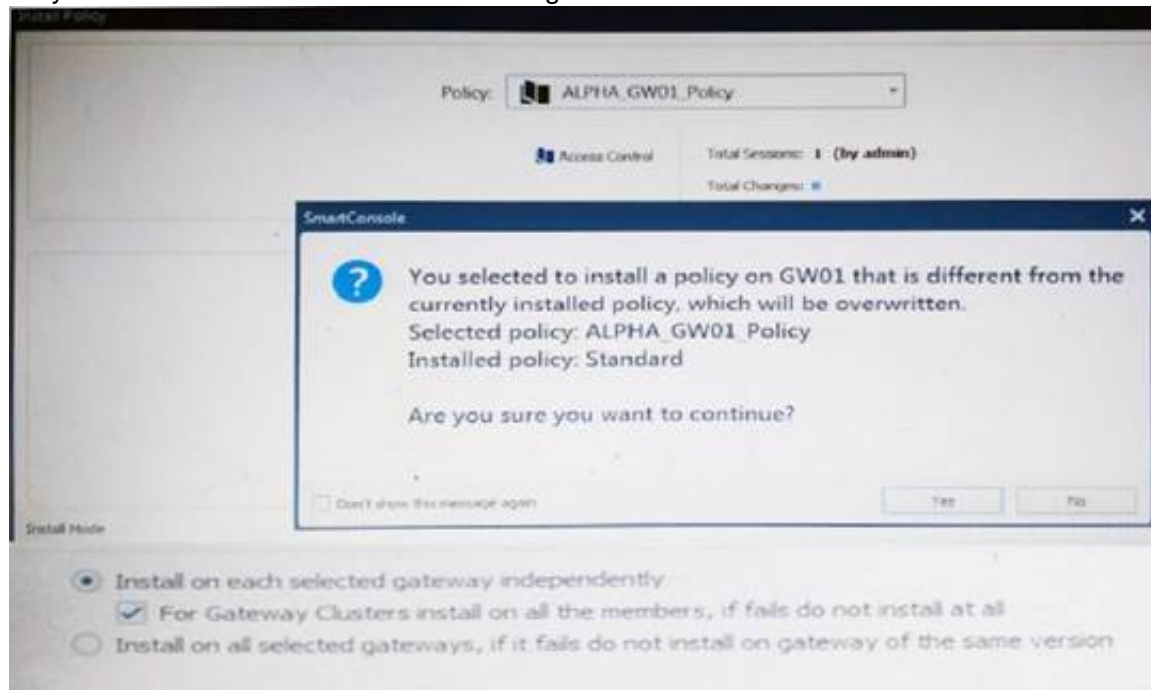 Install Policy
Policy: ALPHA_GW01_Policy
Access Control
Total Sessions: 1 (by admin)
Total Changes:
SmartConsole
You selected to install a policy on GW01 that is different from the
currently installed policy, which will be overwritten.
Selected policy: ALPHA_GW01_Policy
Installed policy: Standard
Are you sure you want to continue?
Don't show this message again
Yes
No
Install Mode
Install on each selected gateway independently
For Gateway Clusters install on all the members, if fails do not install at all
Install on all selected gateways, if it fails do not install on gateway of the same version